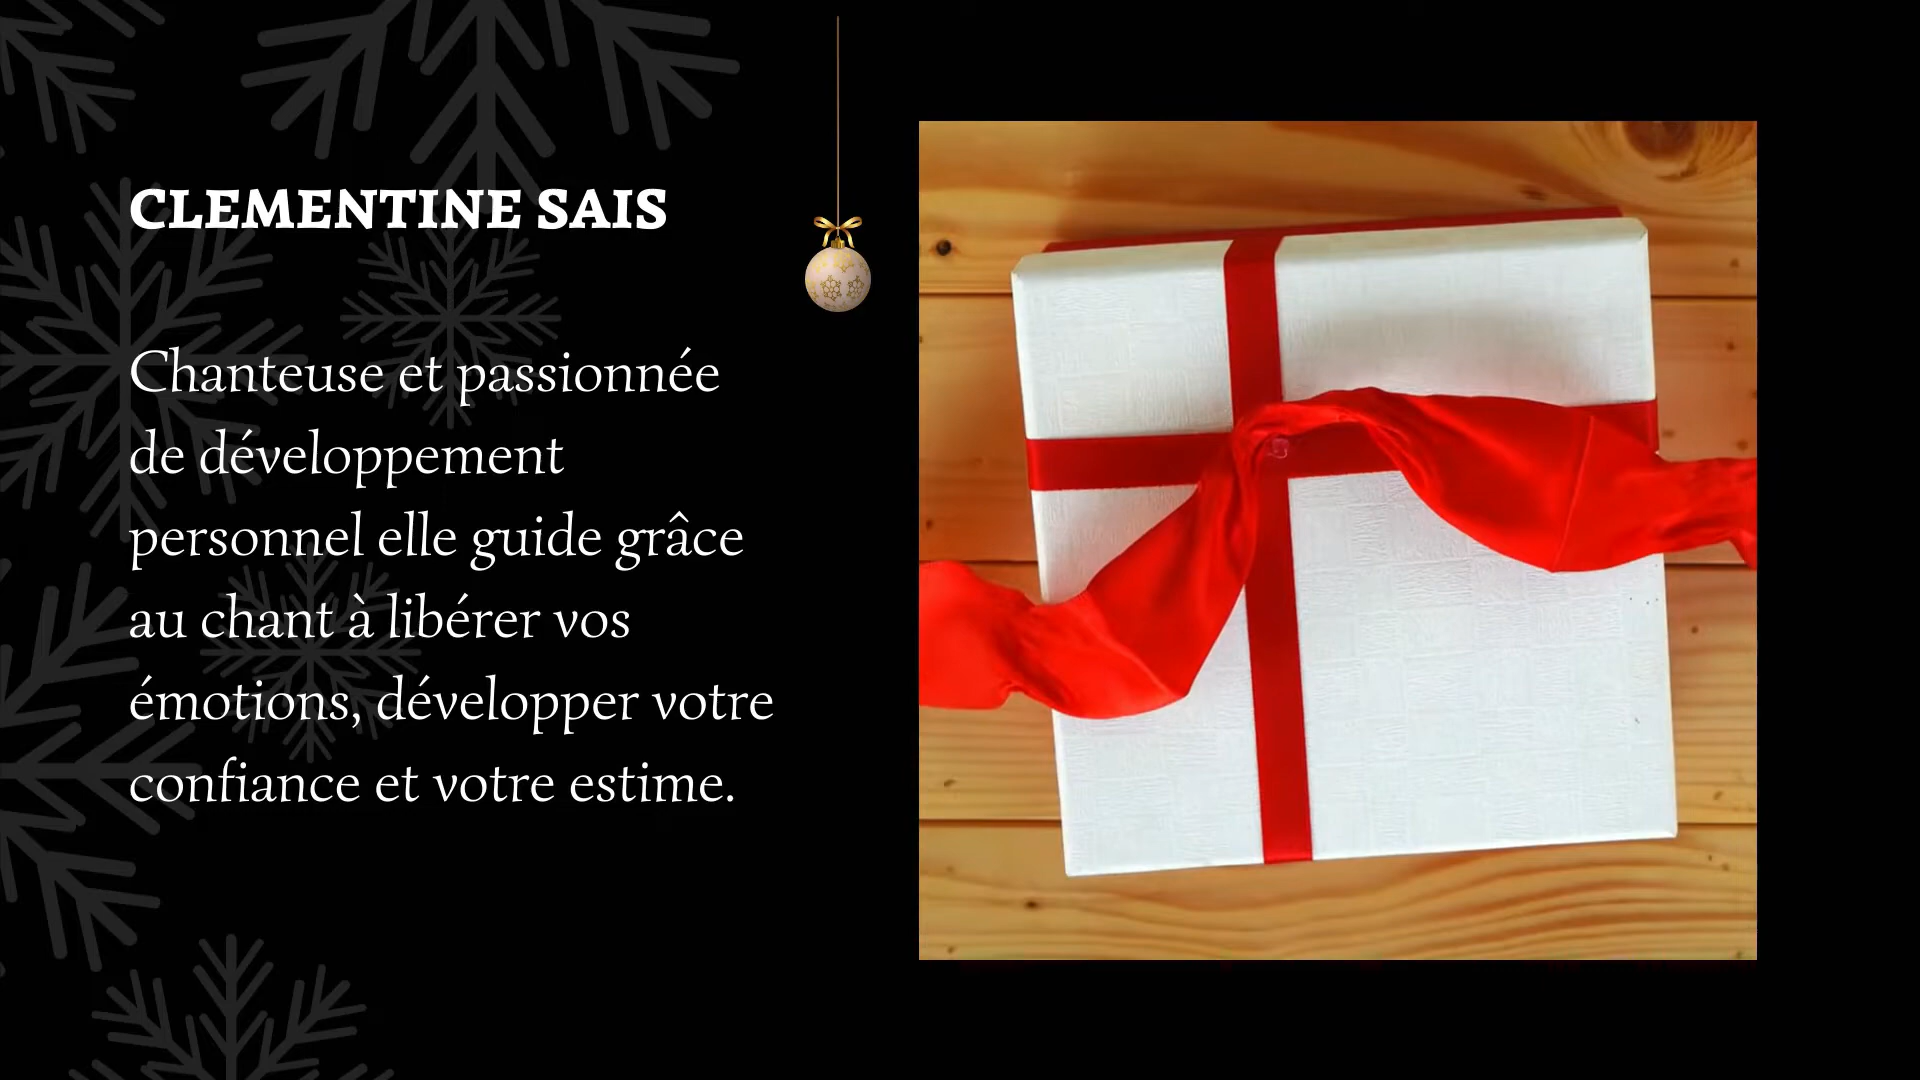 CLEMENTINE SAIS
Chanteuse et passionnée
de développement
personnel elle guide grâce
au chant à libérer vos
émotions, développer votre
confiance et votre estime.